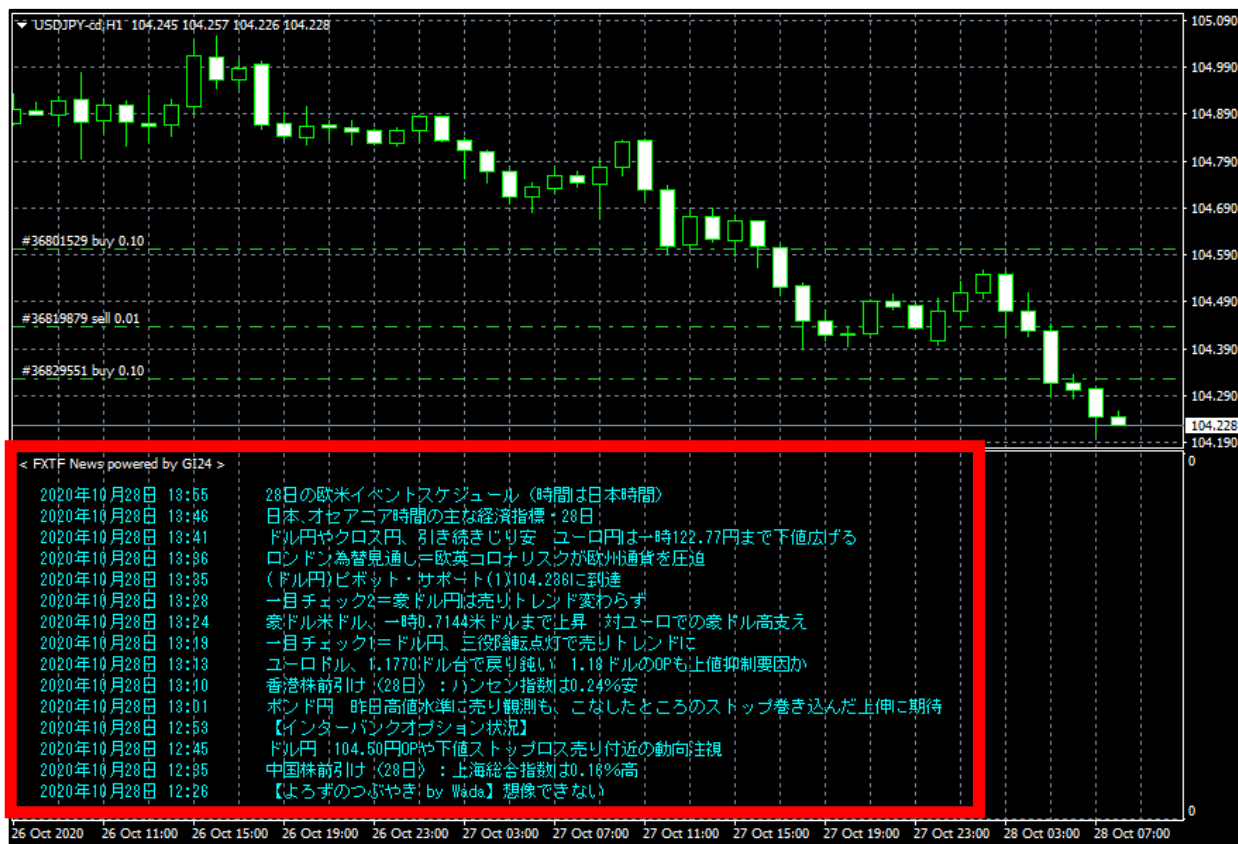 USDJPY-cd,H1 104.245 104.257 104.226 104.228
105.090
104.990
104.890
104.790
104.690
#36801529 buy 0.10
104.590
104.490
#36819879 sell 0.01
104.390
#36829551 buy 0.10
104.290
104.228
104.190
< FXTF News powered by GI24 >
0
2020年10月28日 13:55 28日の欧米イベントスケジュール（時間は日本時間）
2020年10月28日 13:46 日本、オセアニア時間の主な経済指標・28日
2020年10月28日 13:41 ドル円やクロス円、引き続きじり安 ユーロ円は一時122.77円まで下値広げる
2020年10月28日 13:36 ロンドン為替見通し＝欧英コロナリスクが欧州通貨を圧迫
2020年10月28日 13:35 (ドル円)ピボット・サポート(1)104.236に到達
2020年10月28日 13:28 一目チェック2＝豪ドル円は売りトレンド変わらず
2020年10月28日 13:24 豪ドル米ドル、一時0.7144米ドルまで上昇 対ユーロでの豪ドル高支え
2020年10月28日 13:19 一目チェック1＝ドル円、三役陰転点灯で売りトレンドに
2020年10月28日 13:13 ユーロドル、1.1770ドル台で戻り鈍い 1.18ドルのOPも上値抑制要因か
2020年10月28日 13:10 香港株前引け（28日）：ハンセン指数は0.24%安
2020年10月28日 13:01 ポンド円 昨日高値水準に売り観測も、こなしたところのストップ巻き込んだ上伸に期待
2020年10月28日 12:53 【インターバンクオプション状況】
2020年10月28日 12:45 ドル円 104.50円OPや下値ストップロス売り付近の動向注視
2020年10月28日 12:35 中国株前引け（28日）：上海総合指数は0.16%高
2020年10月28日 12:26 【よろずのつぶやき by Wada】想像できない
0
26 Oct 2020 26 Oct 11:00 26 Oct 15:00 26 Oct 19:00 26 Oct 23:00 27 Oct 03:00 27 Oct 07:00 27 Oct 11:00 27 Oct 15:00 27 Oct 19:00 27 Oct 23:00 28 Oct 03:00 28 Oct 07:00